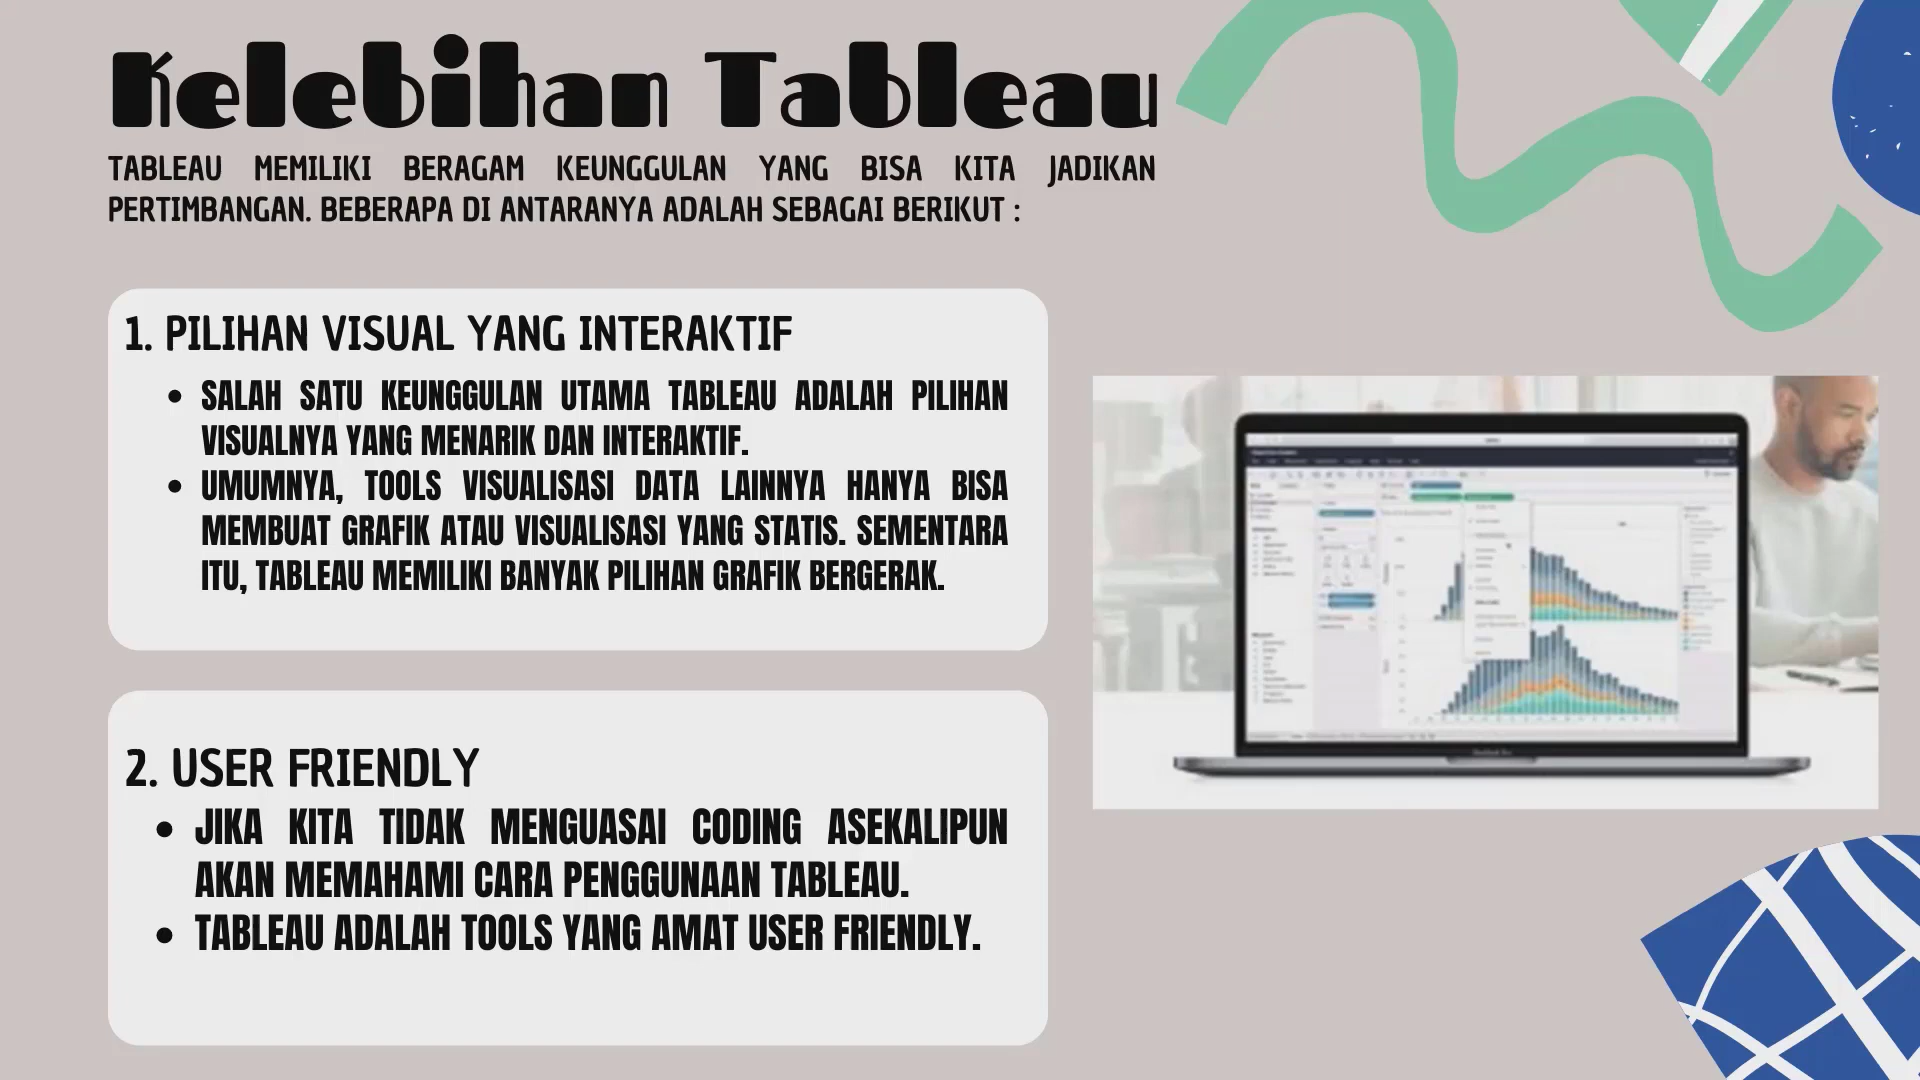 Kelebihan Tableau
TABLEAU MEMILIKI BERAGAM KEUNGGULAN YANG BISA KITA JADIKAN
PERTIMBANGAN. BEBERAPA DI ANTARANYA ADALAH SEBAGAI BERIKUT :
1. PILIHAN VISUAL YANG INTERAKTIF
• SALAH SATU KEUNGGULAN UTAMA TABLEAU ADALAH PILIHAN
VISUALNYA YANG MENARIK DAN INTERAKTIF.
• UMUMNYA, TOOLS VISUALISASI DATA LAINNYA HANYA BISA
MEMBUAT GRAFIK ATAU VISUALISASI YANG STATIS. SEMENTARA
ITU, TABLEAU MEMILIKI BANYAK PILIHAN GRAFIK BERGERAK.
2. USER FRIENDLY
• JIKA KITA TIDAK MENGUASAI CODING ASEKALIPUN
AKAN MEMAHAMI CARA PENGGUNAAN TABLEAU.
• TABLEAU ADALAH TOOLS YANG AMAT USER FRIENDLY.